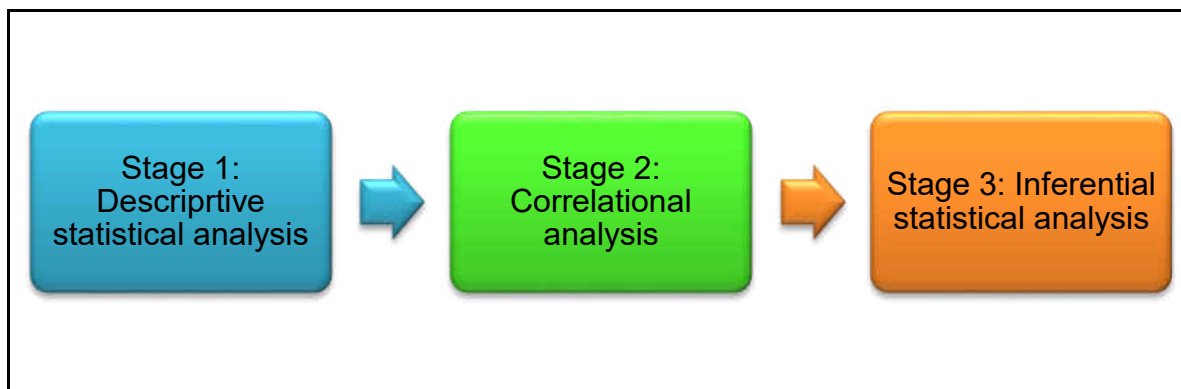 Stage 1:
Descriprtive
statistical analysis
Stage 2:
Correlational
analysis
Stage 3: Inferential
statistical analysis